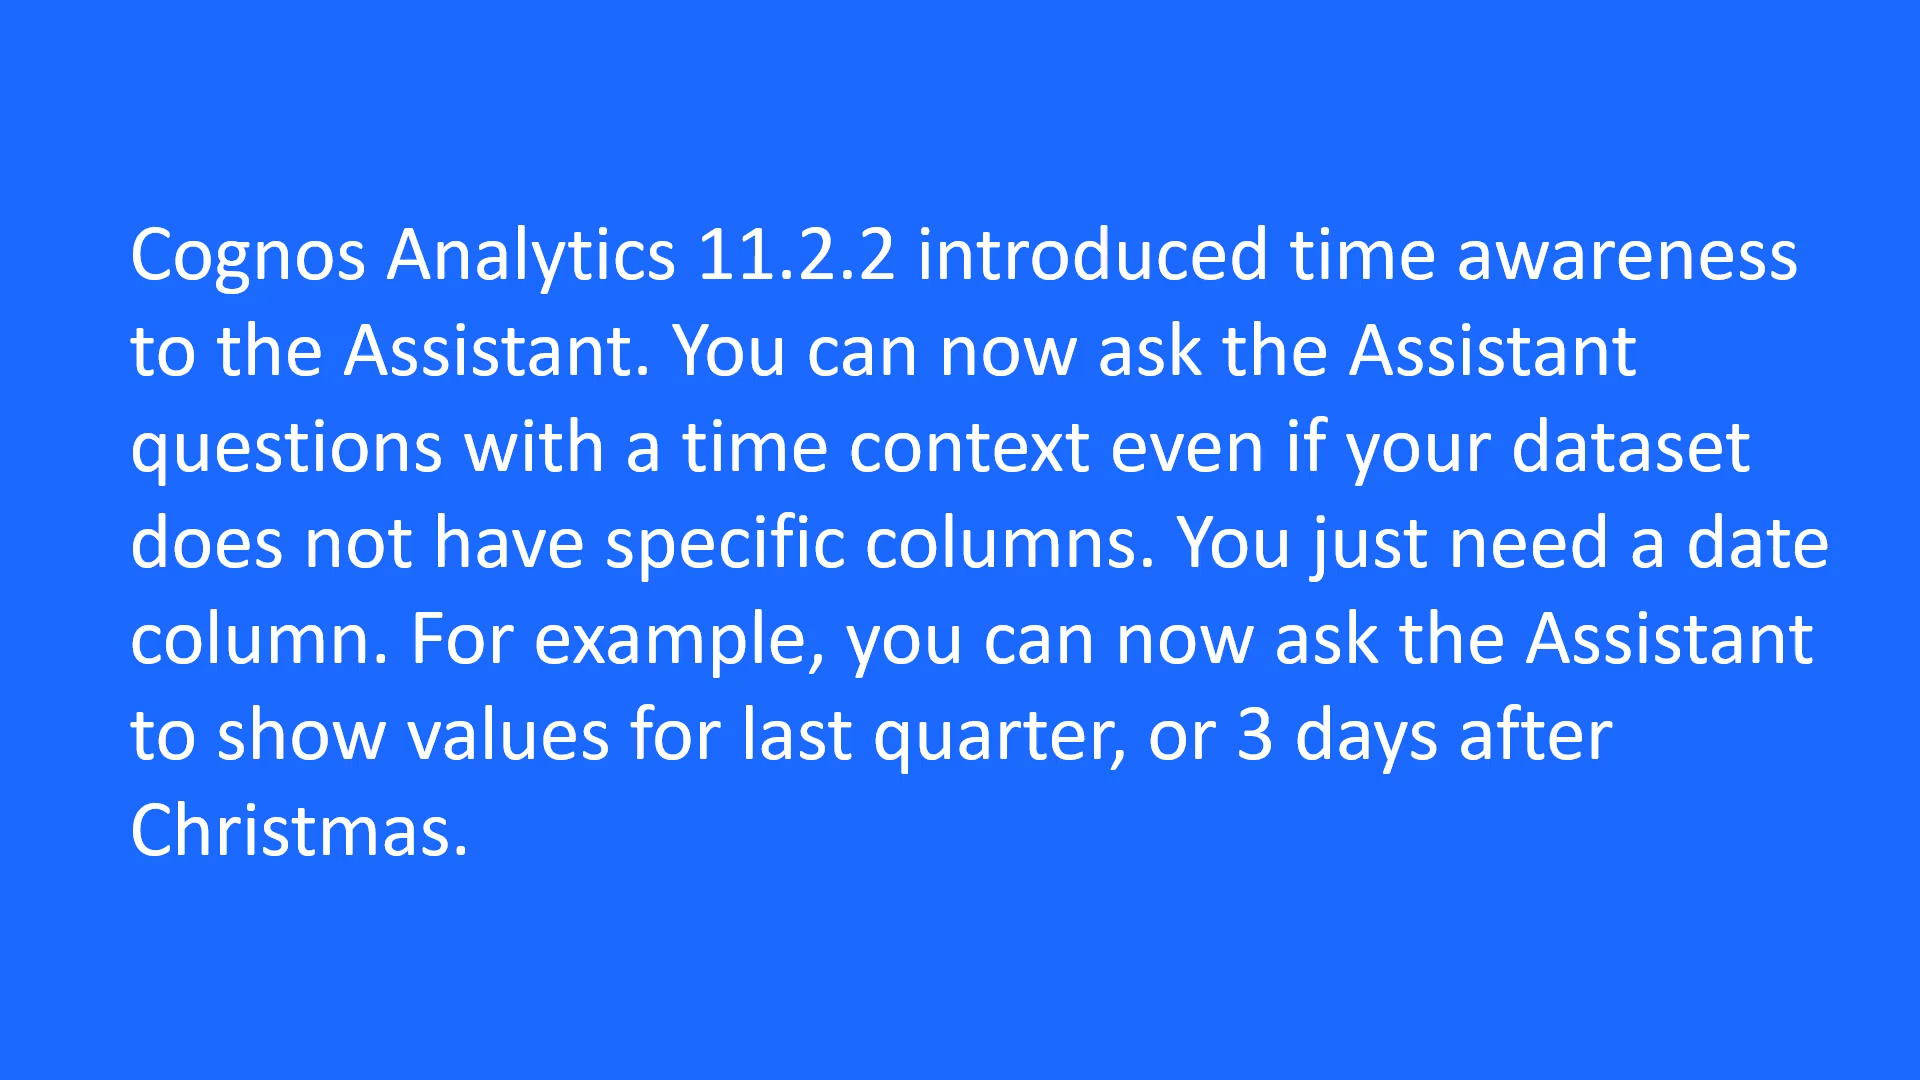 Cognos Analytics 11.2.2 introduced time awareness
to the Assistant. You can now ask the Assistant
questions with a time context even if your dataset
does not have specific columns. You just need a date
column. For example, you can now ask the Assistant
to show values for last quarter, or 3 days after
Christmas.